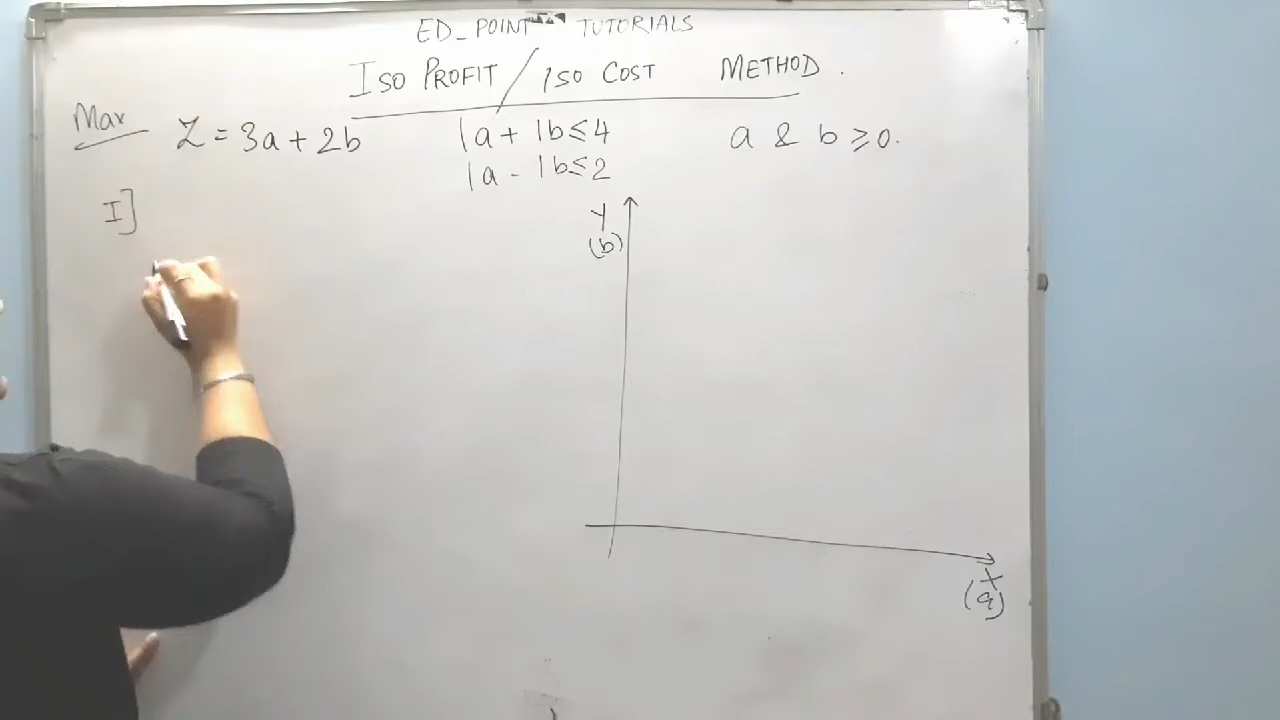 ED_POINT TUTORIALS
ISO PROFIT / ISO COST METHOD.
Max Z = 3a + 2b 1a + 1b ≤ 4 a & b ≥ 0.
1a - 1b ≤ 2
I]
Y
(b)
X
(a)